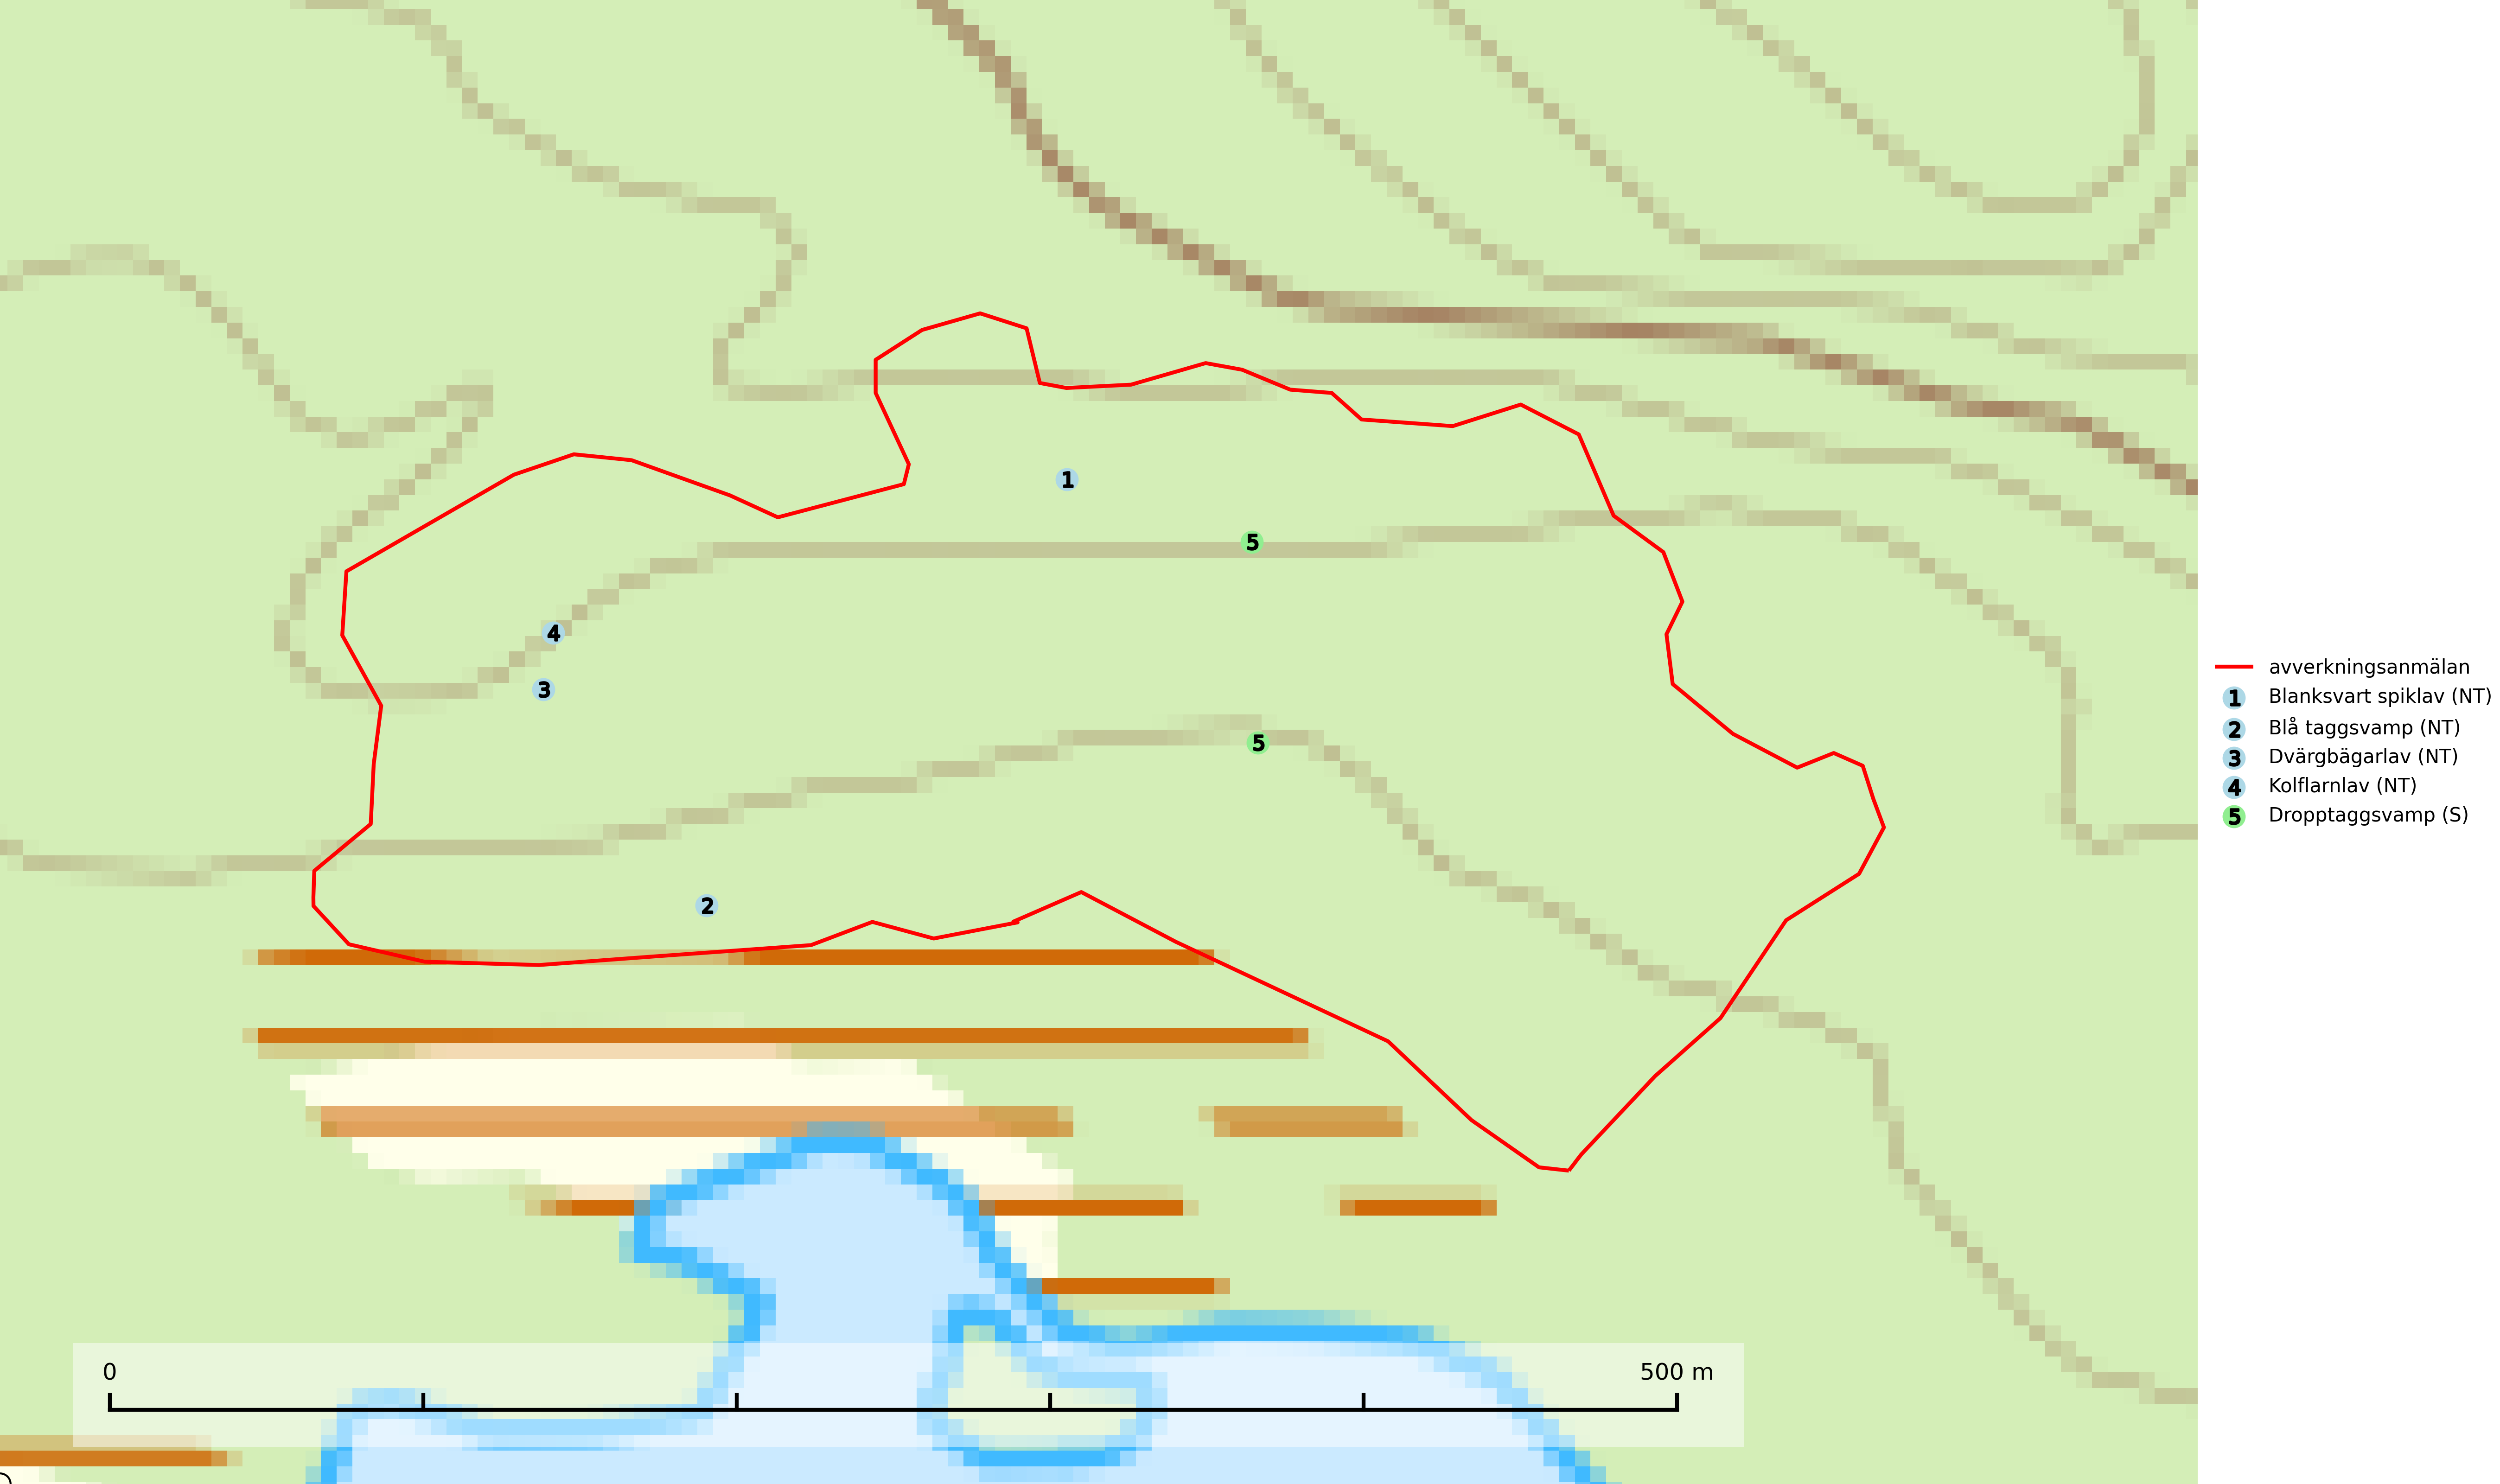 1
5
4
3
5
2
0
500 m
avverkningsanmälan
1 Blanksvart spiklav (NT)
2 Blå taggsvamp (NT)
3 Dvärgbägarlav (NT)
4 Kolflarnlav (NT)
5 Dropptaggsvamp (S)